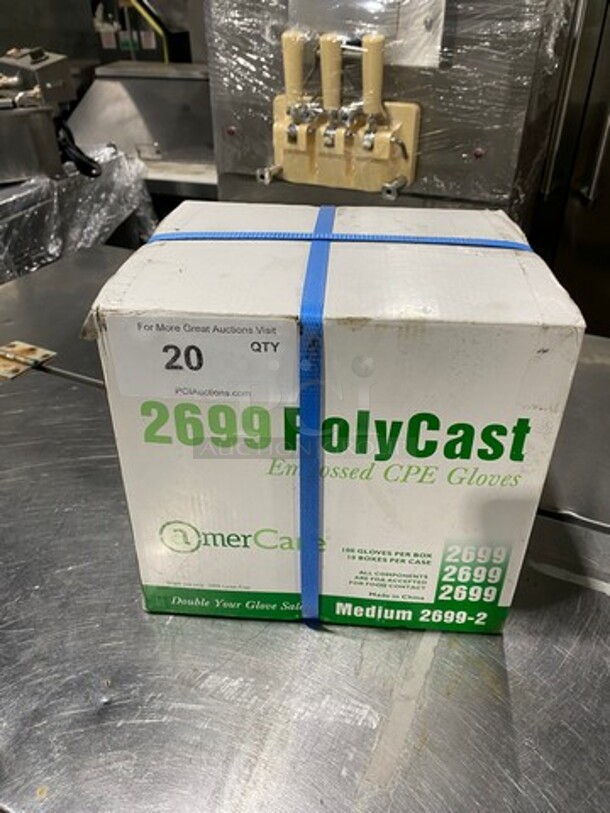 For More Great Auctions Visit
20 QTY
PCIAuctions.com
2699 PolyCast
Embossed CPE Gloves
amerCare
100 GLOVES PER BOX
10 BOXES PER CASE
ALL COMPONENTS
ARE FDA ACCEPTED
FOR FOOD CONTACT
Made in China
2699
2699
2699
Double Your Glove Sale
Medium 2699-2